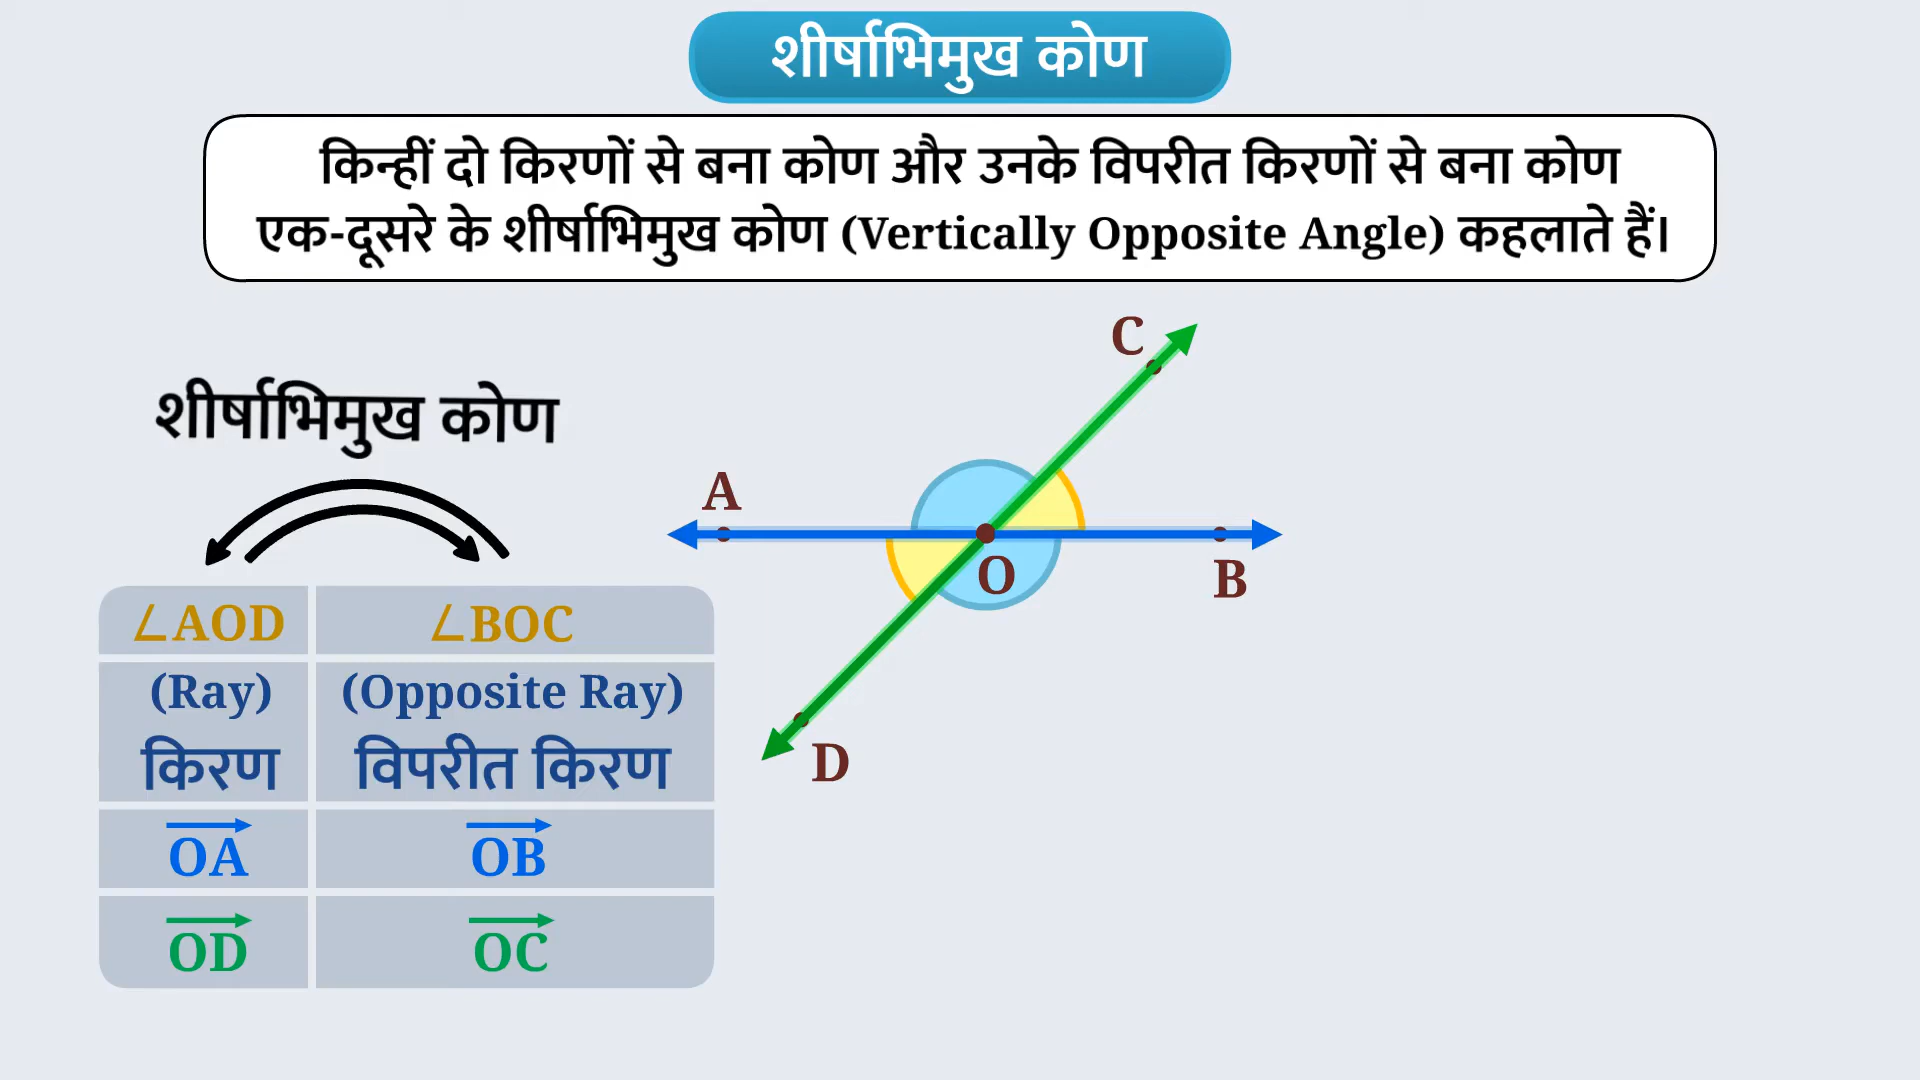 शीर्षाभिमुख कोण
किन्हीं दो किरणों से बना कोण और उनके विपरीत किरणों से बना कोण
एक-दूसरे के शीर्षाभिमुख कोण (Vertically Opposite Angle) कहलाते हैं।
शीर्षाभिमुख कोण
∠AOD ∠BOC
(Ray) (Opposite Ray)
किरण विपरीत किरण
OA OB
OD OC
C
A
O
B
D